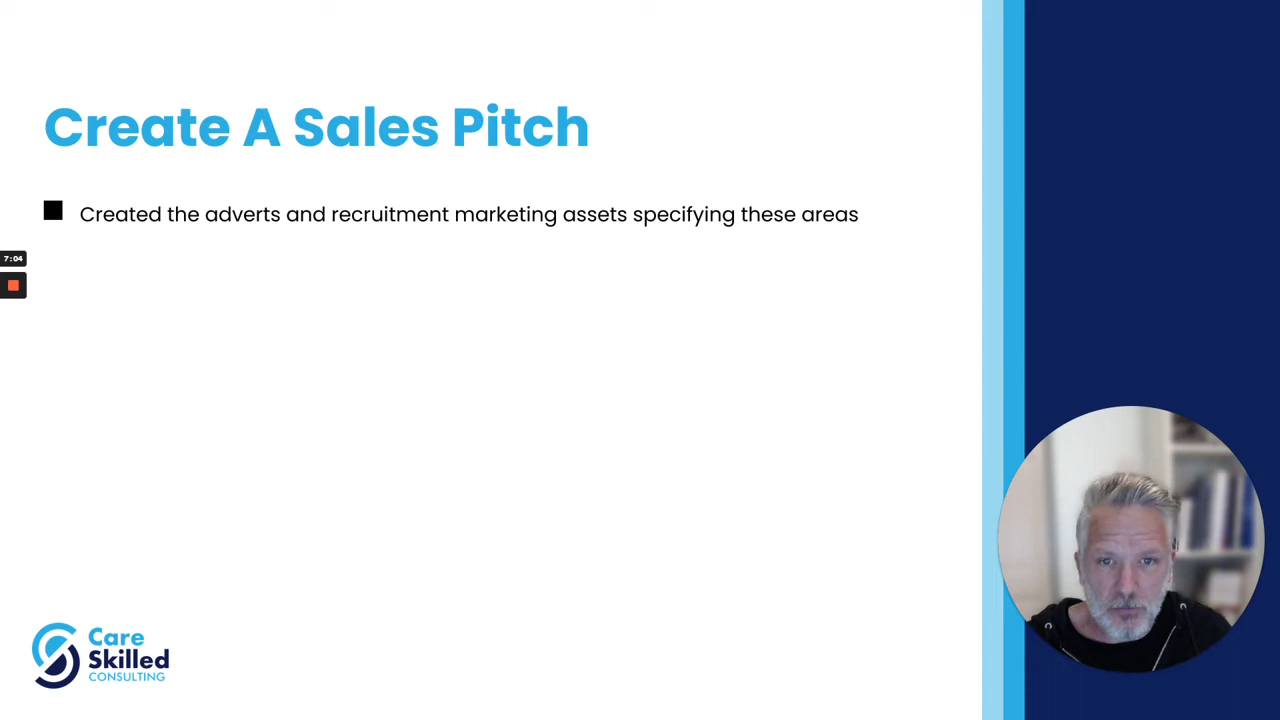 Create A Sales Pitch
Created the adverts and recruitment marketing assets specifying these areas
7:04
Care
Skilled
CONSULTING